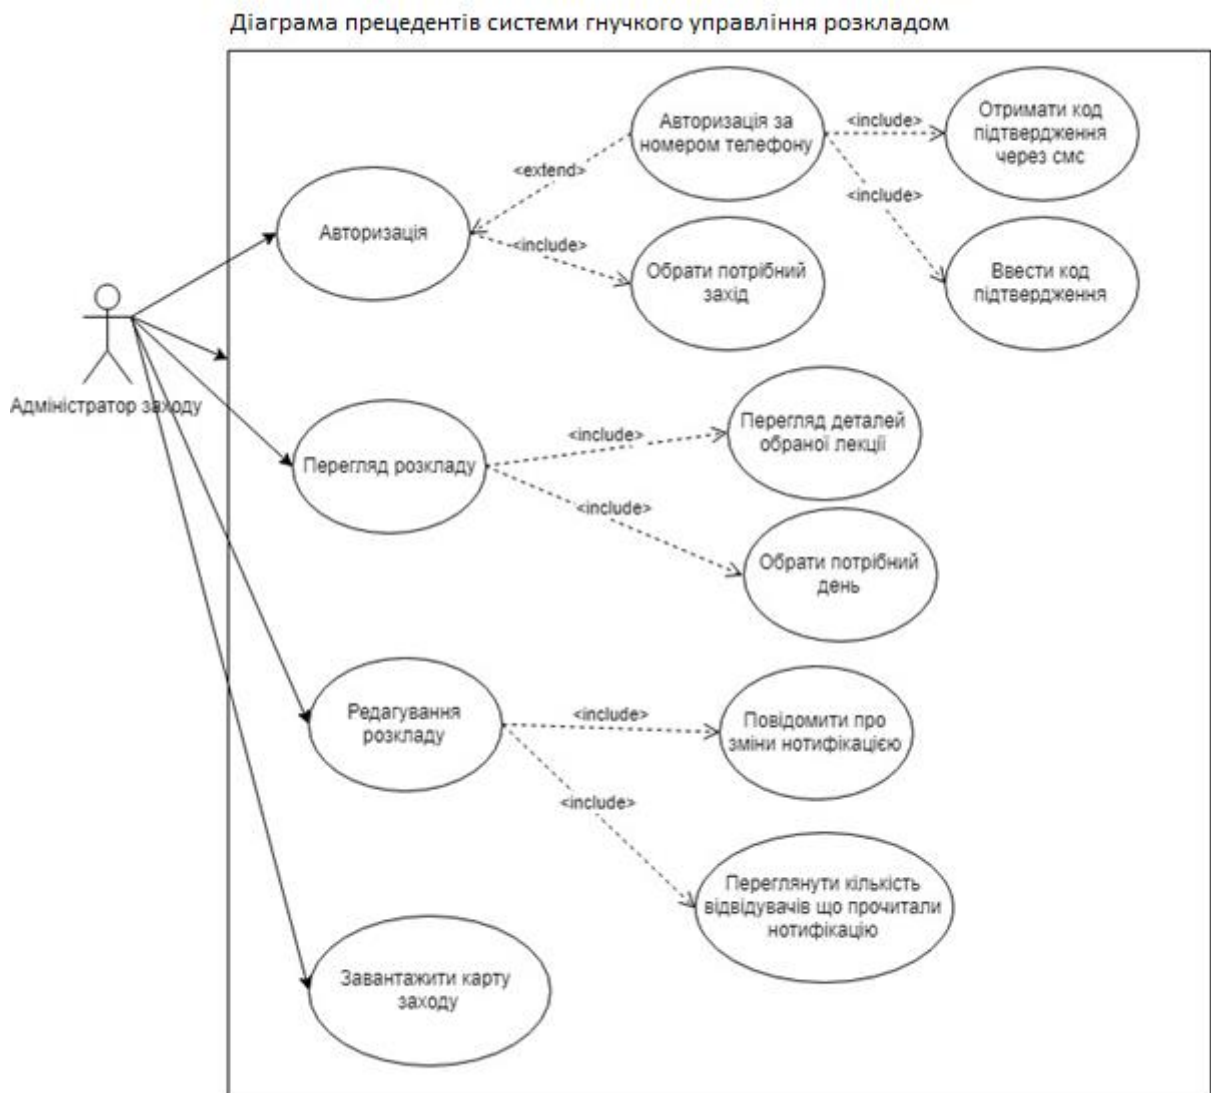 Діаграма прецедентів системи гнучкого управління розкладом
Авторизація за
номером телефону
<include>
Отримати код
підтвердження
через смс
<extend>
<include>
Авторизація
<include>
Обрати потрібний
захід
Ввести код
підтвердження
Адміністратор заходу
Перегляд розкладу
<include>
Перегляд деталей
обраної лекції
<include>
Обрати потрібний
день
Редагування
розкладу
<include>
Повідомити про
зміни нотифікацією
<include>
Переглянути кількість
відвідувачів що прочитали
нотифікацію
Завантажити карту
заходу